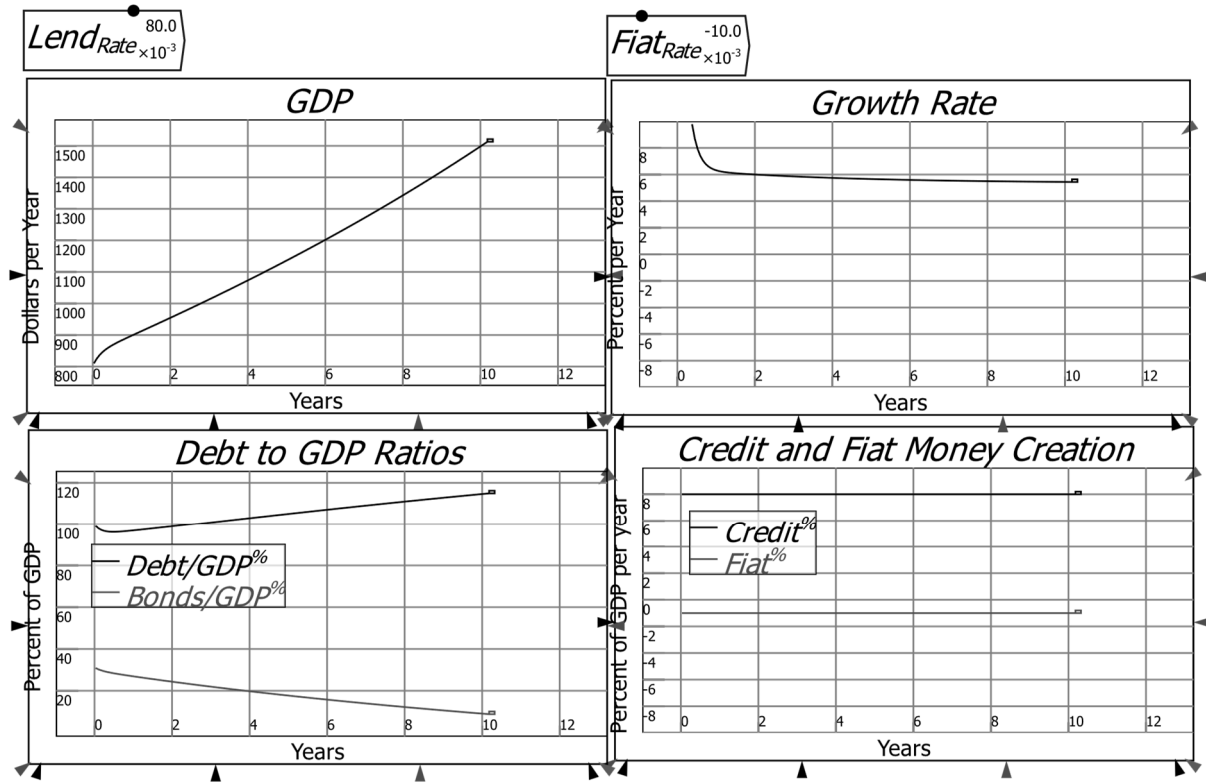 Lend_Rate 80.0 ×10⁻³
Fiat_Rate -10.0 ×10⁻³
GDP
Dollars per Year
1500
1400
1300
1200
1100
1000
900
800
0 2 4 6 8 10 12
Years
Growth Rate
Percent per Year
8
6
4
2
0
-2
-4
-6
-8
0 2 4 6 8 10 12
Years
Debt to GDP Ratios
Percent of GDP
120
100
80
60
40
20
Debt/GDP%
Bonds/GDP%
0 2 4 6 8 10 12
Years
Credit and Fiat Money Creation
Percent of GDP per year
8
6
4
2
0
-2
-4
-6
-8
Credit%
Fiat%
0 2 4 6 8 10 12
Years